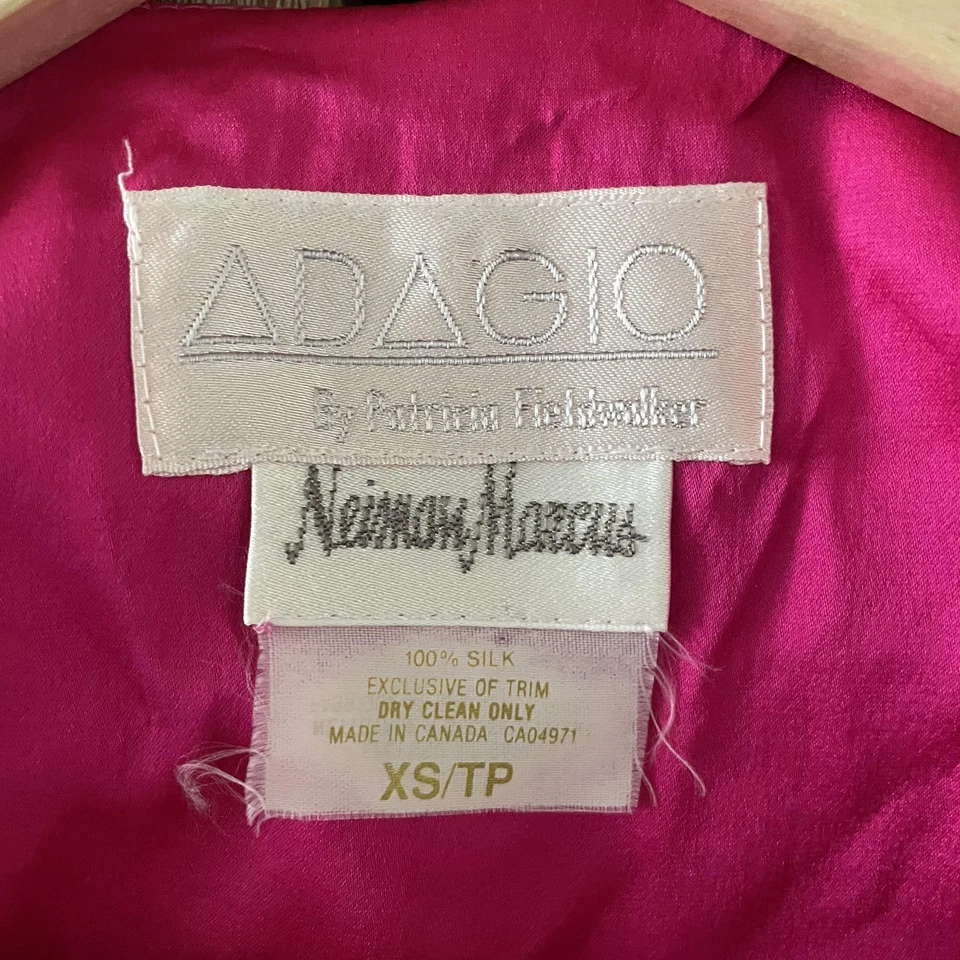 ADAGIO
By Patricia Fieldwalker
Neiman Marcus
100% SILK
EXCLUSIVE OF TRIM
DRY CLEAN ONLY
MADE IN CANADA CA04971
XS/TP